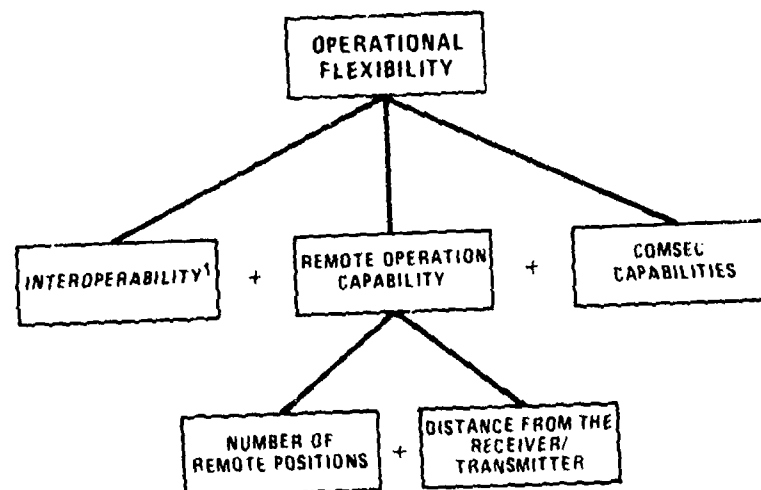 OPERATIONAL
FLEXIBILITY
INTEROPERABILITY¹
+
REMOTE OPERATION
CAPABILITY
+
COMSEC
CAPABILITIES
NUMBER OF
REMOTE POSITIONS
+
DISTANCE FROM THE
RECEIVER/
TRANSMITTER